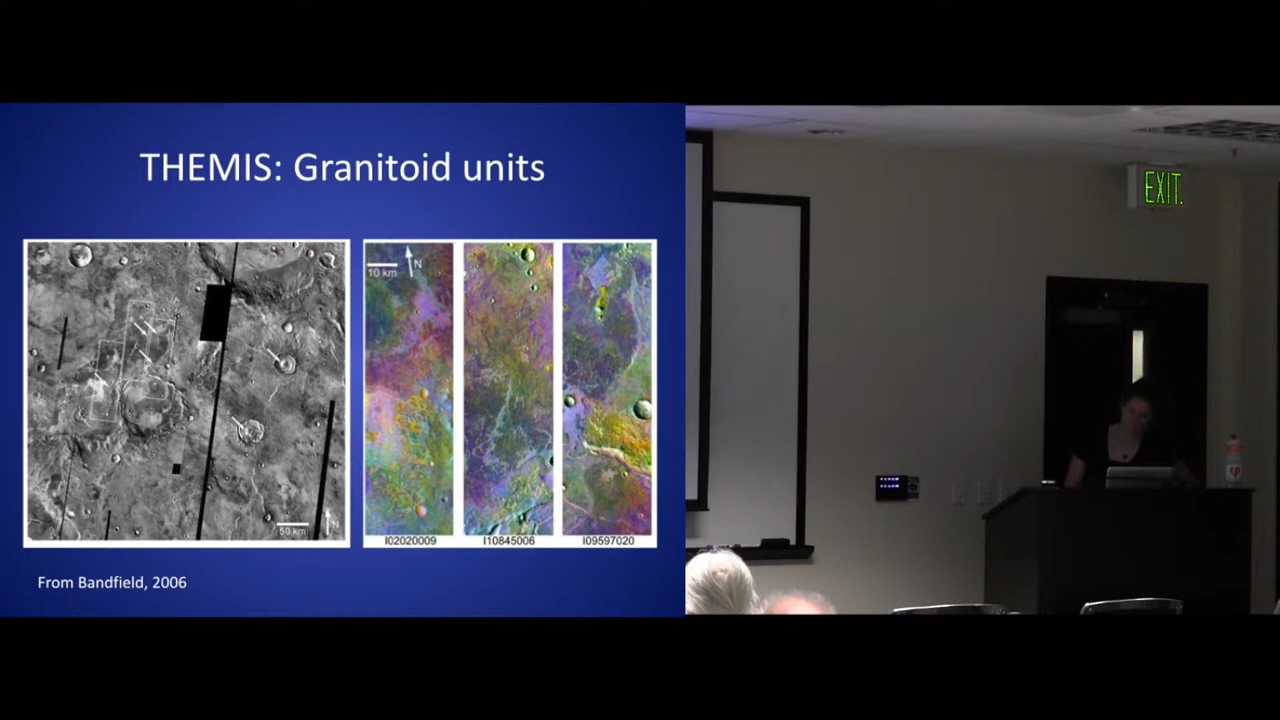 THEMIS: Granitoid units
10 km
N
50 km
N
I02020009
I10845006
I09597020
From Bandfield, 2006
EXIT